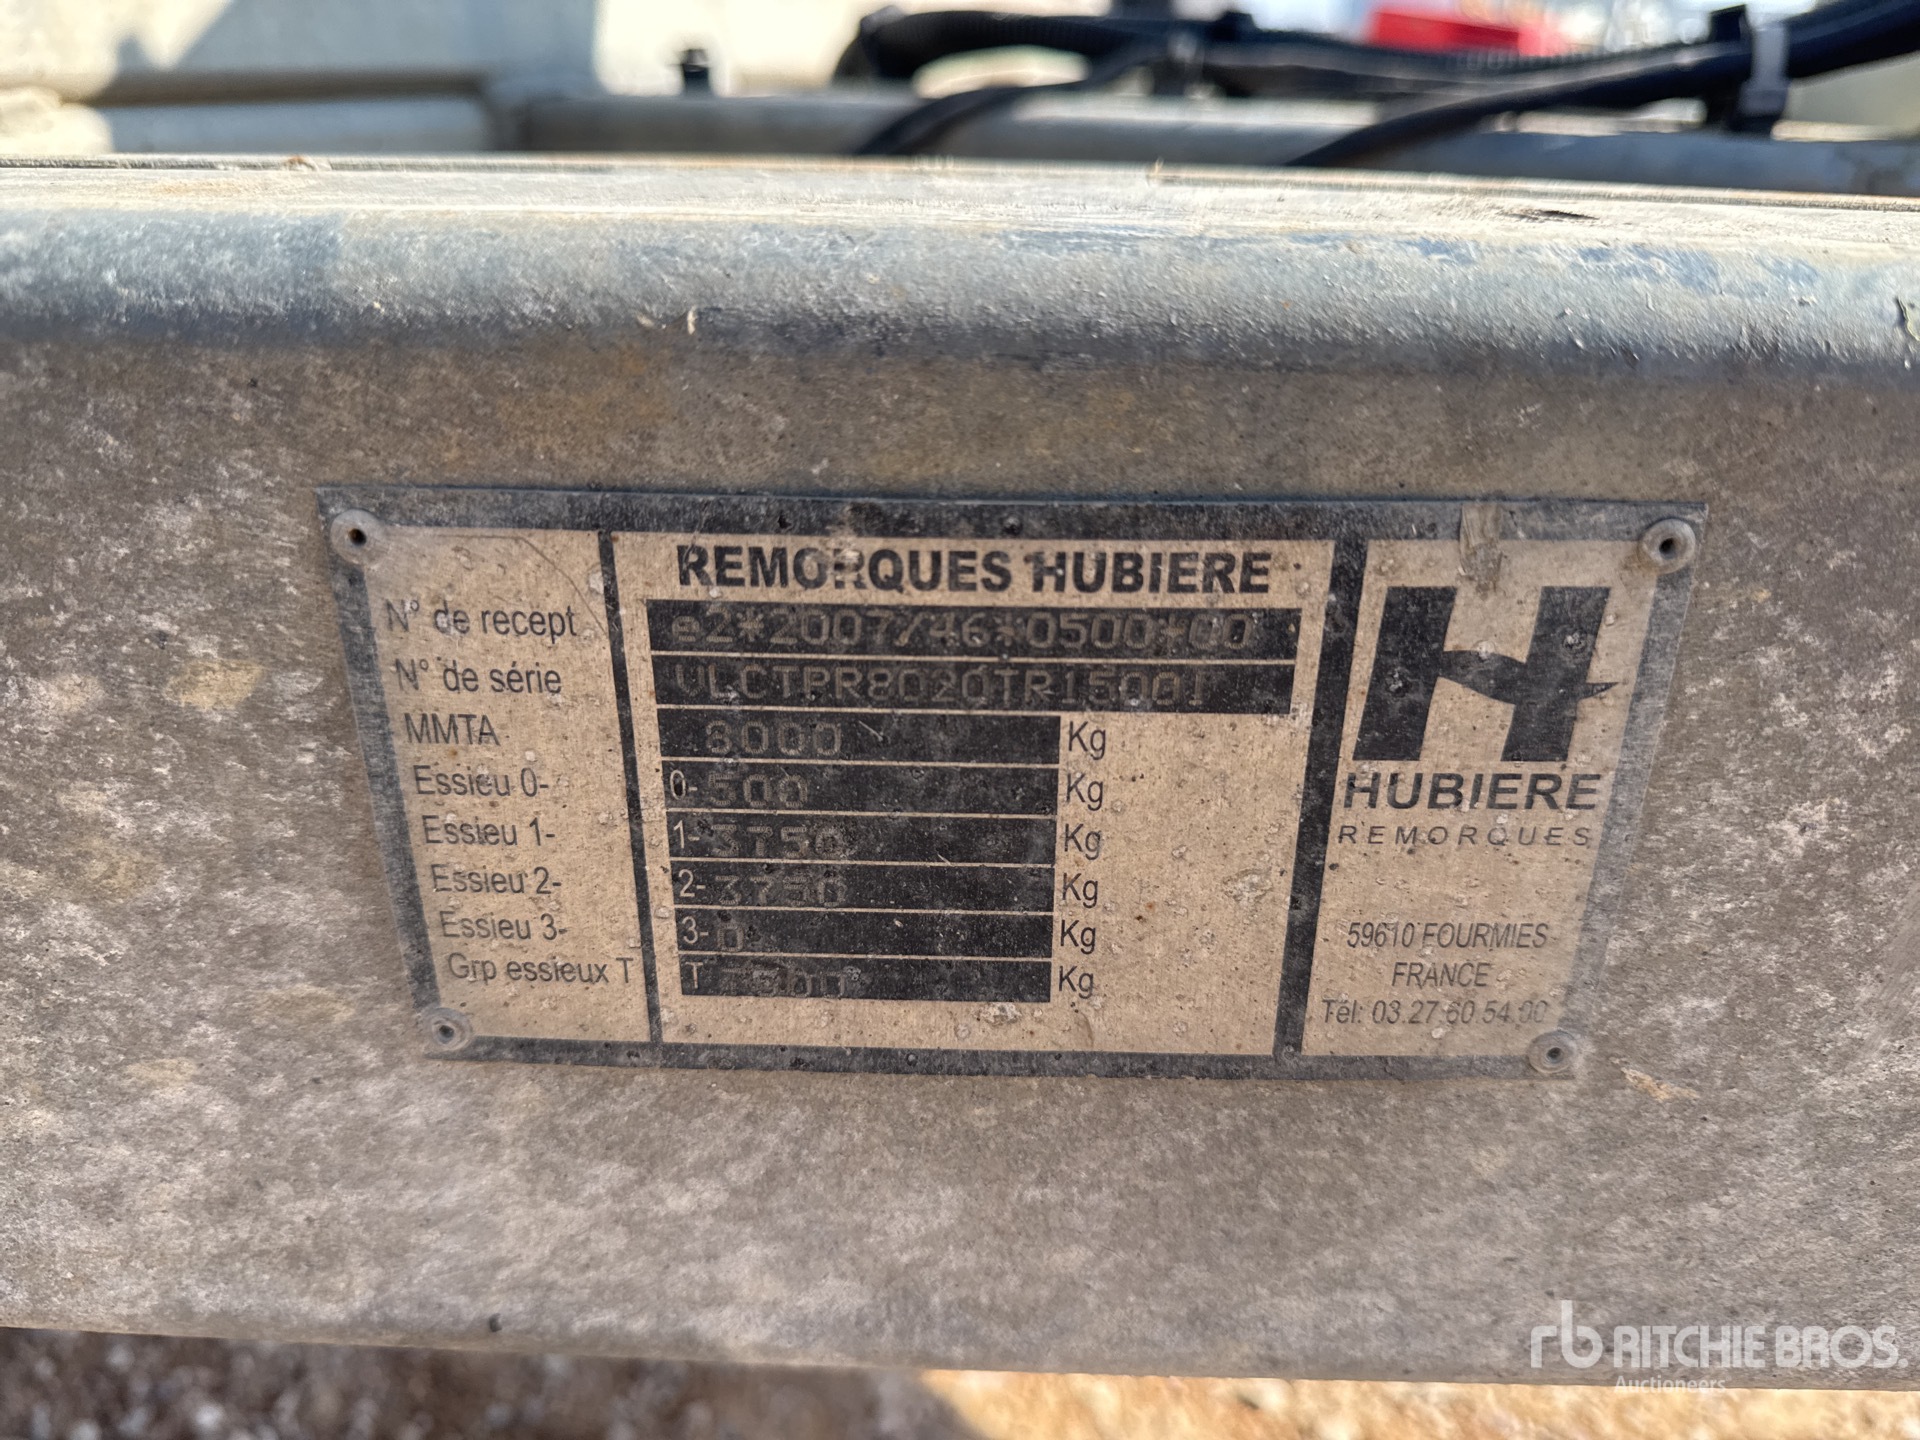 REMORQUES HUBIERE
N° de recept e2*2007/46*0500*00
N° de série VLCTPR8020TR15001
MMTA 8000 Kg
Essieu 0- 0-500 Kg
Essieu 1- 1-3750 Kg
Essieu 2- 2-3750 Kg
Essieu 3- 3-0 Kg
Grp essieux T T 7500 Kg
H
HUBIERE
REMORQUES
59610 FOURMIES
FRANCE
Tél: 03.27.60.54.00
rb RITCHIE BROS.
Auctioneers